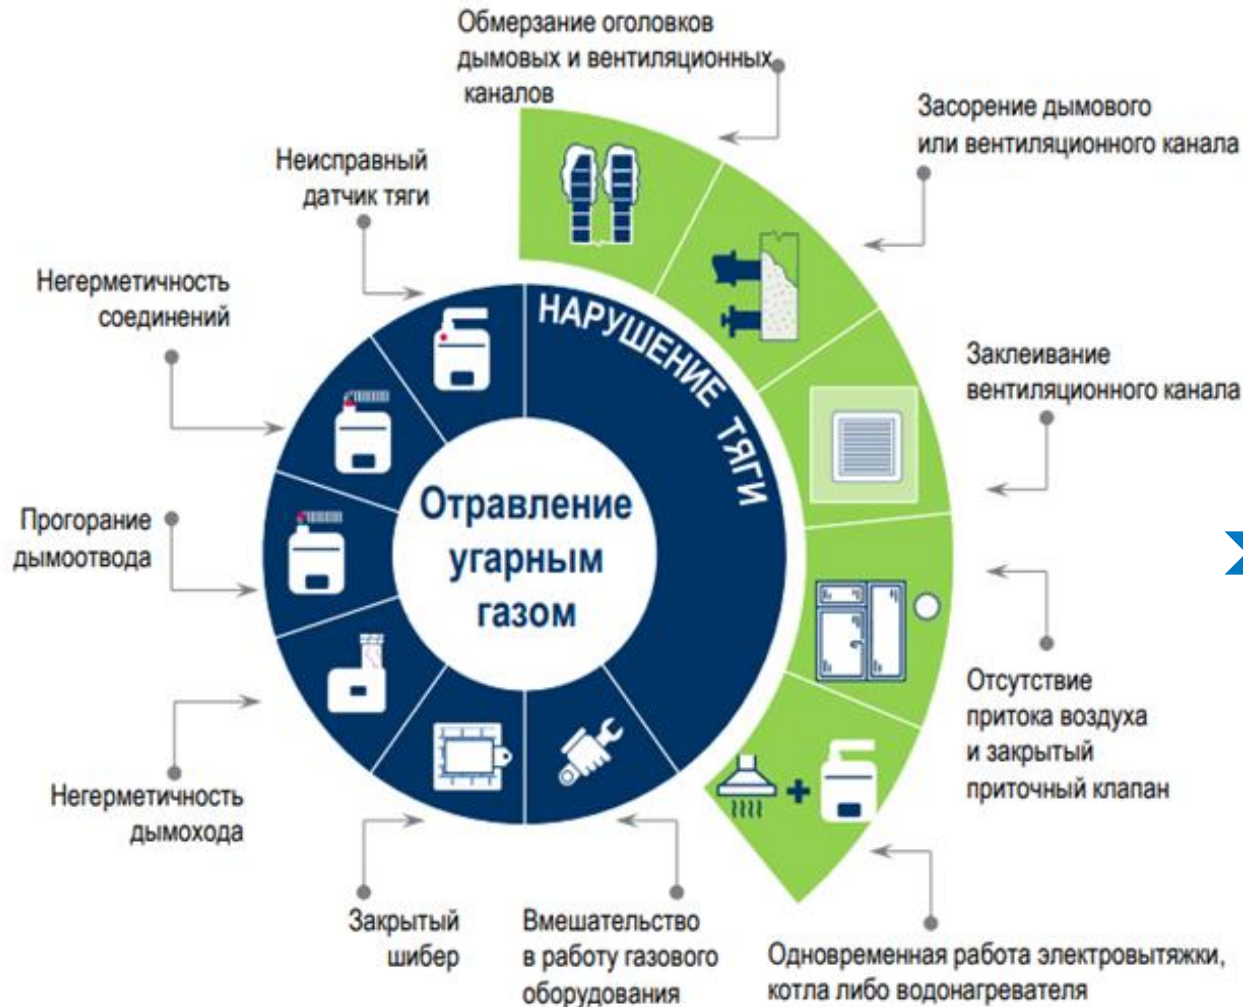 Обмерзание оголовков
дымовых и вентиляционных
каналов
Засорение дымового
или вентиляционного канала
Неисправный
датчик тяги
Негерметичность
соединений
НАРУШЕНИЕ ТЯГИ
Заклеивание
вентиляционного канала
Отравление
угарным
газом
Прогорание
дымоотвода
Отсутствие
притока воздуха
и закрытый
приточный клапан
Негерметичность
дымохода
Закрытый
шибер
Вмешательство
в работу газового
оборудования
Одновременная работа электровытяжки,
котла либо водонагревателя